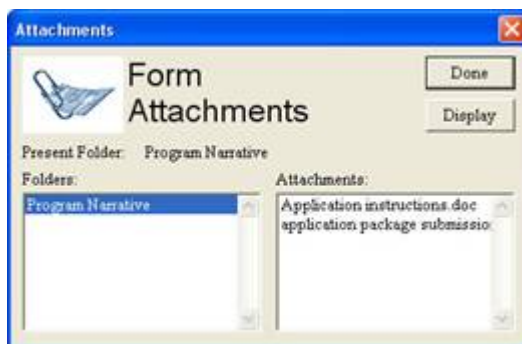 Attachments
Form
Attachments
Done
Display
Present Folder: Program Narrative
Folders:
Attachments:
Program Narrative
Application instructions.doc
application package submissio